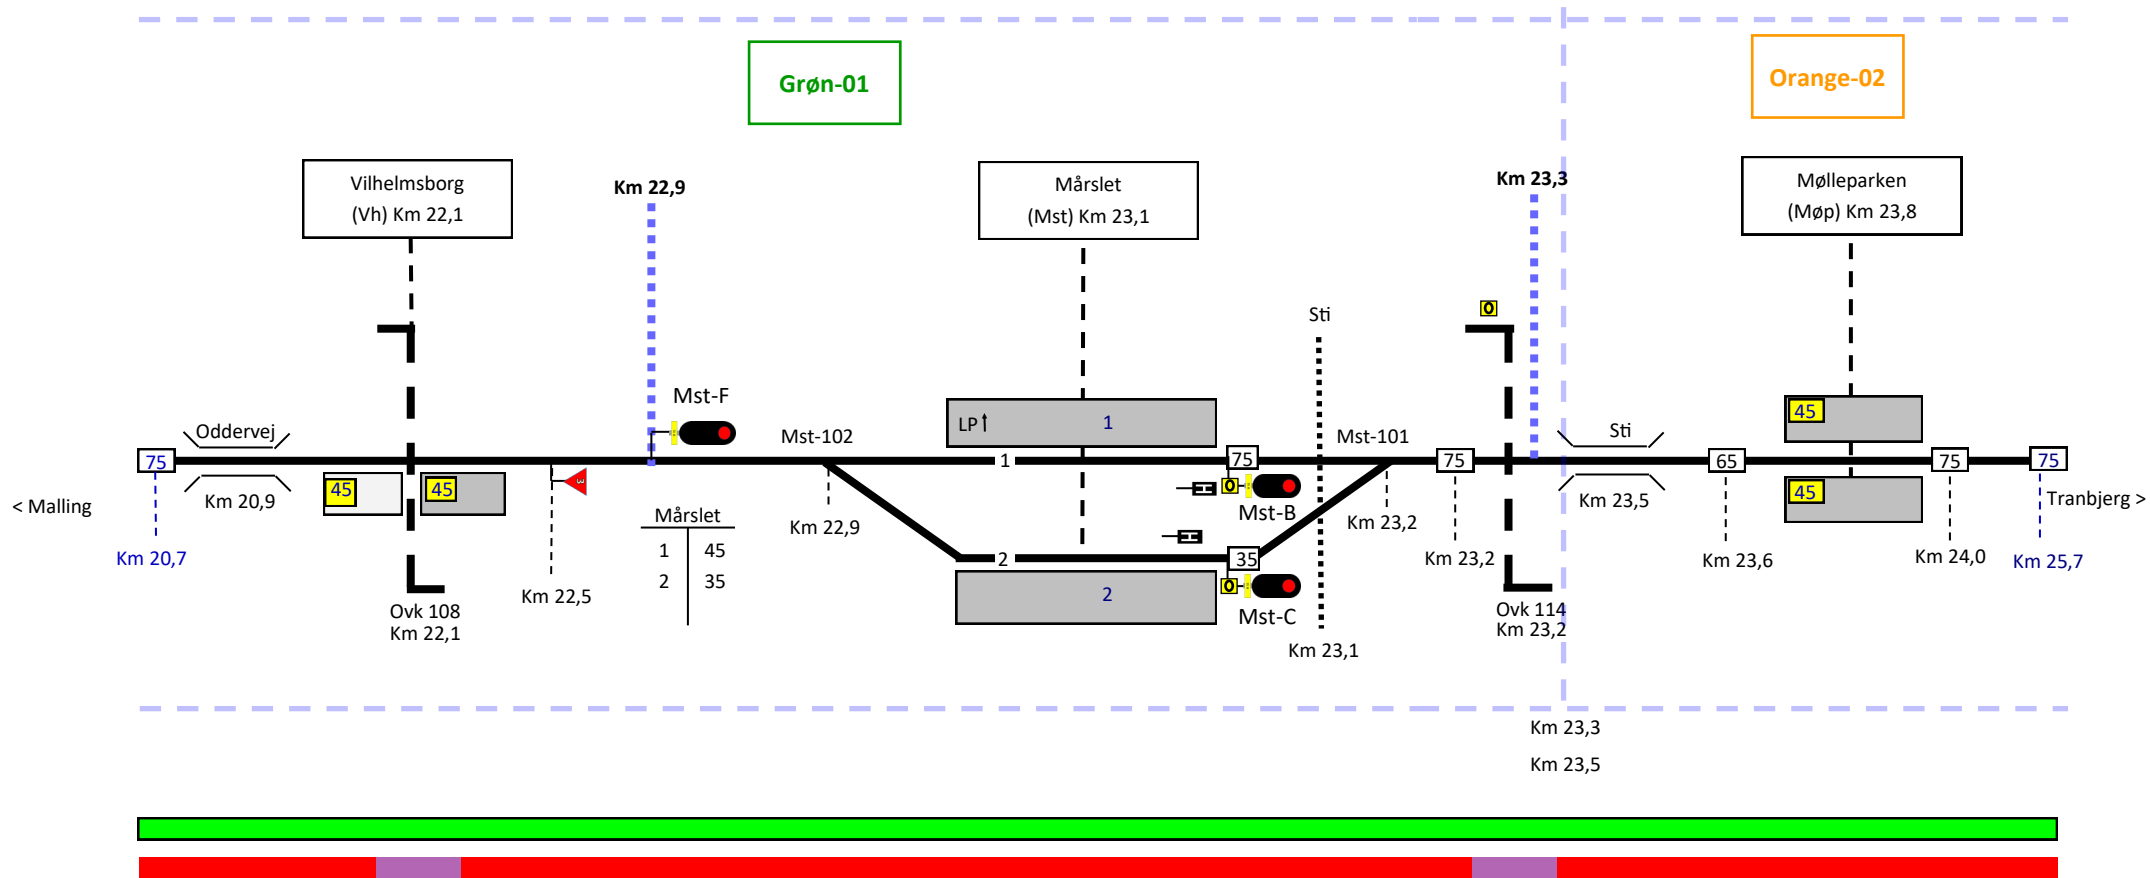 Grøn-01
Orange-02
Vilhelmsborg
(Vh) Km 22,1
Km 22,9
Mårslet
(Mst) Km 23,1
Km 23,3
Mølleparken
(Møp) Km 23,8
O
Sti
Mst-F
LP 1
45
Oddervej
Mst-102
Mst-101
Sti
75
1
75
75
65
75
75
45
45
O
45
< Malling
Km 20,9
Km 23,5
Tranbjerg >
Mårslet
Mst-B
Km 22,9
Km 23,2
Km 20,7
1 45
2
35
Km 23,2
Km 23,6
Km 24,0
Km 25,7
2 35
O
Km 22,5
2
Mst-C
Ovk 108
Km 22,1
Ovk 114
Km 23,2
Km 23,1
Km 23,3
Km 23,5